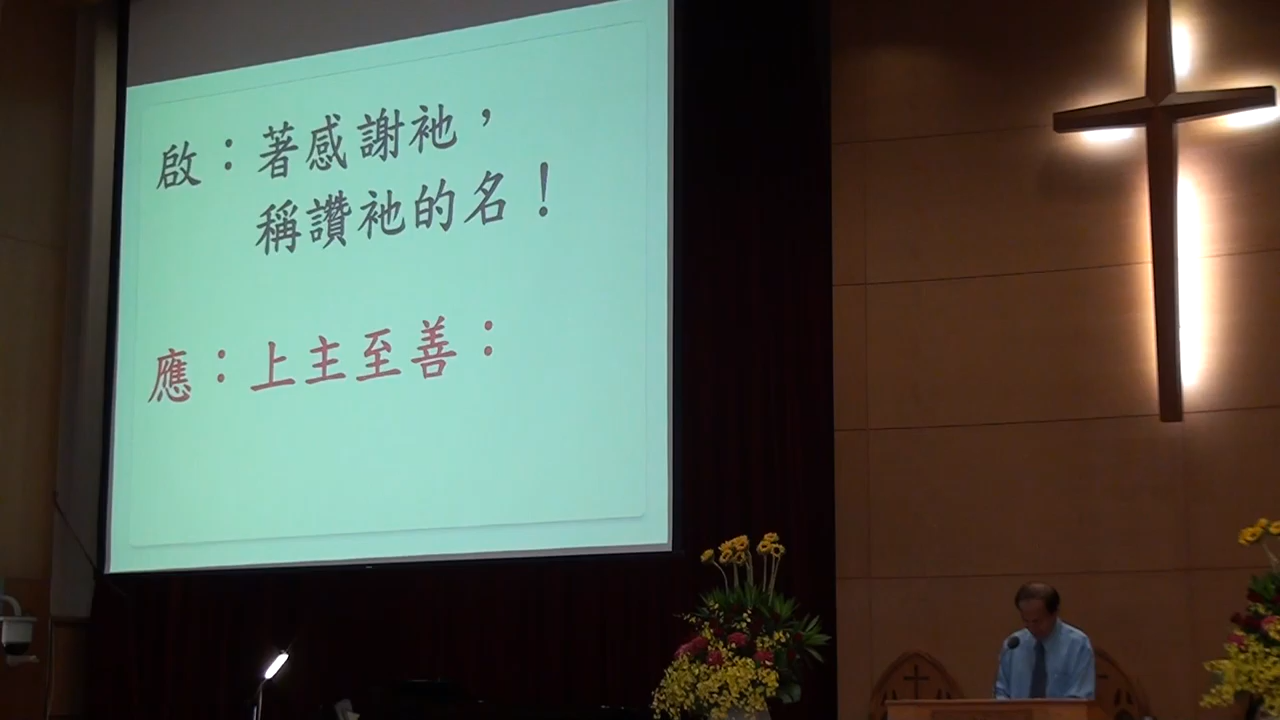 啟：著感謝祂，
稱讚祂的名！
應：上主至善：